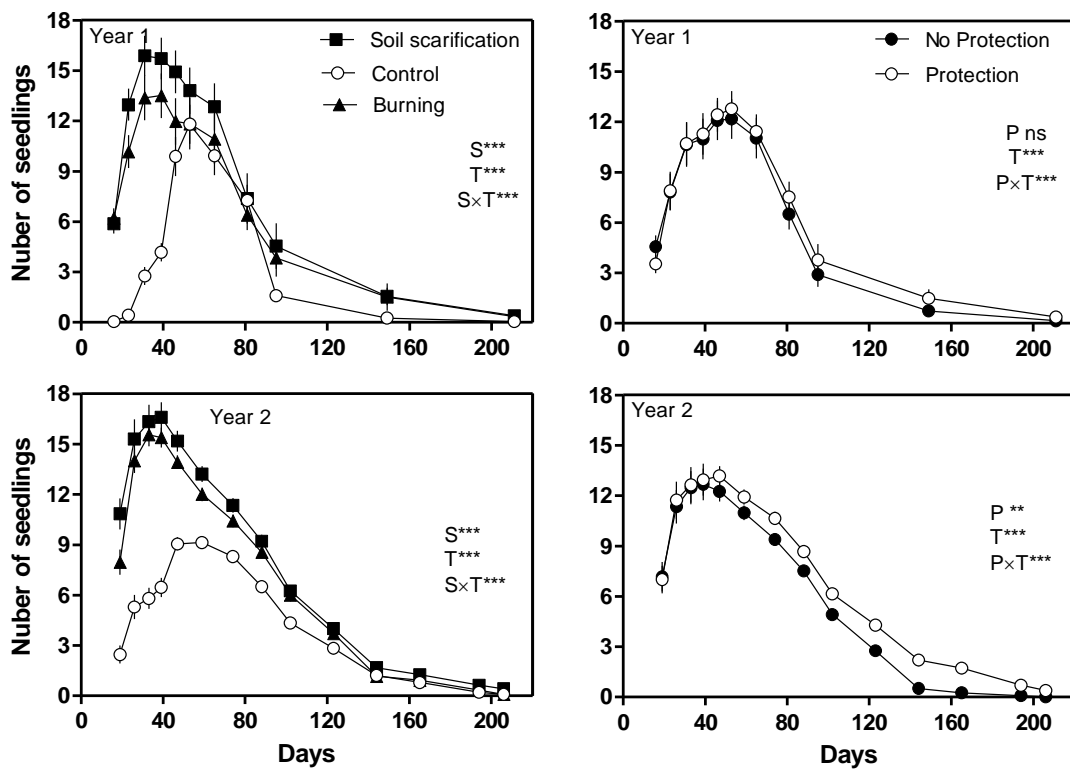 18
15
12
9
6
3
0
Nuber of seedlings
Year 1
Soil scarification
Control
Burning
S***
T***
S×T***
0 40 80 120 160 200
18
15
12
9
6
3
0
Year 1
No Protection
Protection
P ns
T***
P×T***
0 40 80 120 160 200
18
15
12
9
6
3
0
Nuber of seedlings
Year 2
S***
T***
S×T***
0 40 80 120 160 200
Days
18
15
12
9
6
3
0
Year 2
P **
T***
P×T***
0 40 80 120 160 200
Days